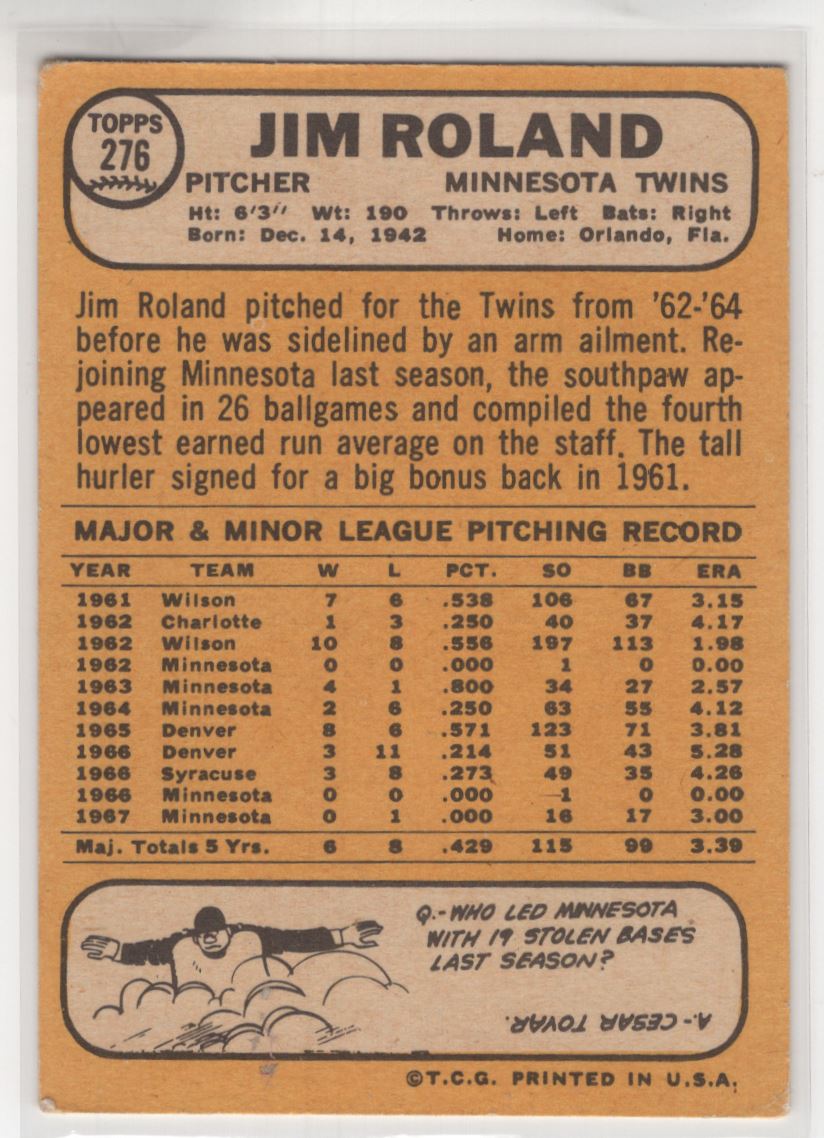 TOPPS
276
JIM ROLAND
PITCHER MINNESOTA TWINS
Ht: 6'3" Wt: 190 Throws: Left Bats: Right
Born: Dec. 14, 1942 Home: Orlando, Fla.
Jim Roland pitched for the Twins from '62-'64
before he was sidelined by an arm ailment. Re-
joining Minnesota last season, the southpaw ap-
peared in 26 ballgames and compiled the fourth
lowest earned run average on the staff. The tall
hurler signed for a big bonus back in 1961.
MAJOR & MINOR LEAGUE PITCHING RECORD
YEAR TEAM W L PCT. SO BB ERA
1961 Wilson 7 6 .538 106 67 3.15
1962 Charlotte 1 3 .250 40 37 4.17
1962 Wilson 10 8 .556 197 113 1.98
1962 Minnesota 0 0 .000 1 0 0.00
1963 Minnesota 4 1 .800 34 27 2.57
1964 Minnesota 2 6 .250 63 55 4.12
1965 Denver 8 6 .571 123 71 3.81
1966 Denver 3 11 .214 51 43 5.28
1966 Syracuse 3 8 .273 49 35 4.26
1966 Minnesota 0 0 .000 1 0 0.00
1967 Minnesota 0 1 .000 16 17 3.00
Maj. Totals 5 Yrs. 6 8 .429 115 99 3.39
Q.-WHO LED MINNESOTA
WITH 19 STOLEN BASES
LAST SEASON?
A.-CESAR TOVAR.
©T.C.G. PRINTED IN U.S.A.